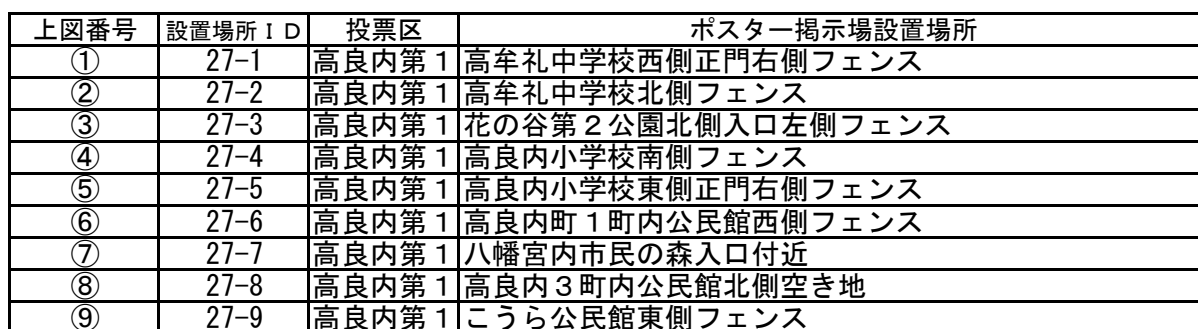 上図番号 設置場所ＩＤ 投票区 ポスター掲示場設置場所
① 27-1 高良内第１ 高牟礼中学校西側正門右側フェンス
② 27-2 高良内第１ 高牟礼中学校北側フェンス
③ 27-3 高良内第１ 花の谷第２公園北側入口左側フェンス
④ 27-4 高良内第１ 高良内小学校南側フェンス
⑤ 27-5 高良内第１ 高良内小学校東側正門右側フェンス
⑥ 27-6 高良内第１ 高良内町１町内公民館西側フェンス
⑦ 27-7 高良内第１ 八幡宮内市民の森入口付近
⑧ 27-8 高良内第１ 高良内３町内公民館北側空き地
⑨ 27-9 高良内第１ こうら公民館東側フェンス